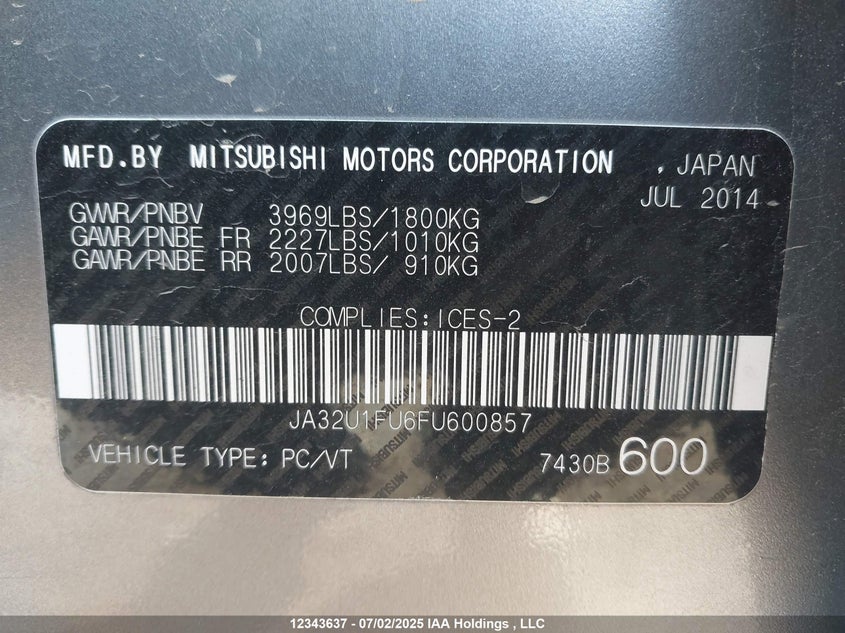 MFD.BY MITSUBISHI MOTORS CORPORATION , JAPAN
JUL 2014
GVWR/PNBV 3969LBS/1800KG
GAWR/PNBE FR 2227LBS/1010KG
GAWR/PNBE RR 2007LBS/ 910KG
COMPLIES:ICES-2
JA32U1FU6FU600857
VEHICLE TYPE: PC/VT 7430B 600
12343637 - 07/02/2025 IAA Holdings , LLC